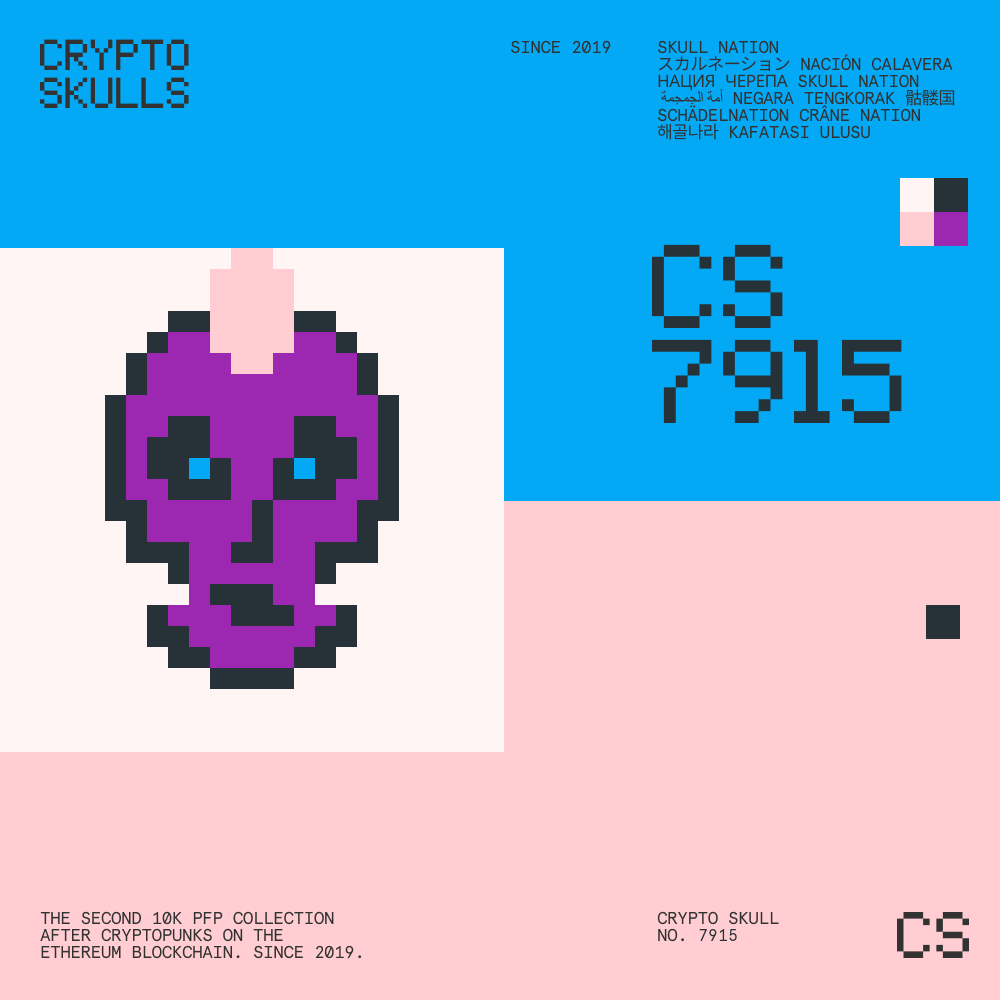 CRYPTO
SKULLS
SINCE 2019
SKULL NATION
スカルネーション NACIÓN CALAVERA
НАЦИЯ ЧЕРЕПА SKULL NATION
أمة الجمجمة NEGARA TENGKORAK 骷髅国
SCHÄDELNATION CRÂNE NATION
해골나라 KAFATASI ULUSU
CS
7915
THE SECOND 10K PFP COLLECTION
AFTER CRYPTOPUNKS ON THE
ETHEREUM BLOCKCHAIN. SINCE 2019.
CRYPTO SKULL
NO. 7915
CS